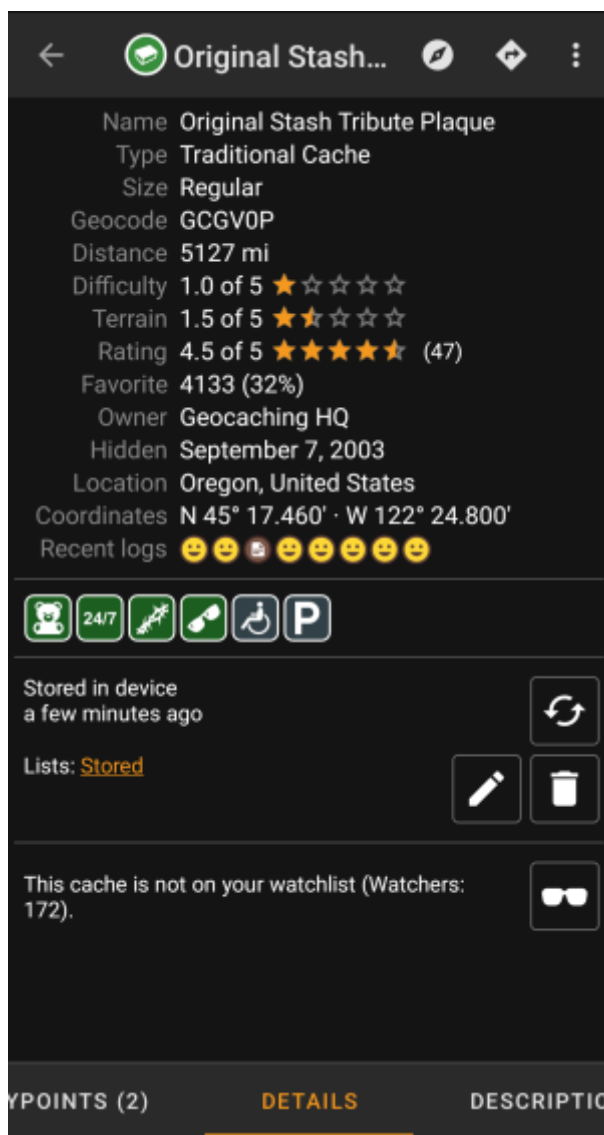 Original Stash...
Name Original Stash Tribute Plaque
Type Traditional Cache
Size Regular
Geocode GCGV0P
Distance 5127 mi
Difficulty 1.0 of 5
Terrain 1.5 of 5
Rating 4.5 of 5 (47)
Favorite 4133 (32%)
Owner Geocaching HQ
Hidden September 7, 2003
Location Oregon, United States
Coordinates N 45° 17.460' · W 122° 24.800'
Recent logs
24/7 P
Stored in device
a few minutes ago
Lists: Stored
This cache is not on your watchlist (Watchers:
172).
YPOINTS (2) DETAILS DESCRIPTIO